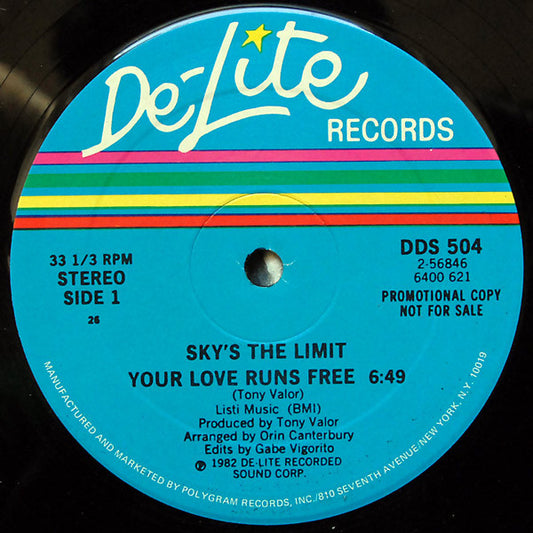 De-Lite
RECORDS
33 1/3 RPM
STEREO
SIDE 1
26
DDS 504
2-56846
6400 621
PROMOTIONAL COPY
NOT FOR SALE
SKY'S THE LIMIT
YOUR LOVE RUNS FREE 6:49
(Tony Valor)
Listi Music (BMI)
Produced by Tony Valor
Arranged by Orin Canterbury
Edits by Gabe Vigorito
℗ 1982 DE-LITE RECORDED
SOUND CORP.
MANUFACTURED AND MARKETED BY POLYGRAM RECORDS, INC./810 SEVENTH AVENUE/NEW YORK, N.Y. 10019